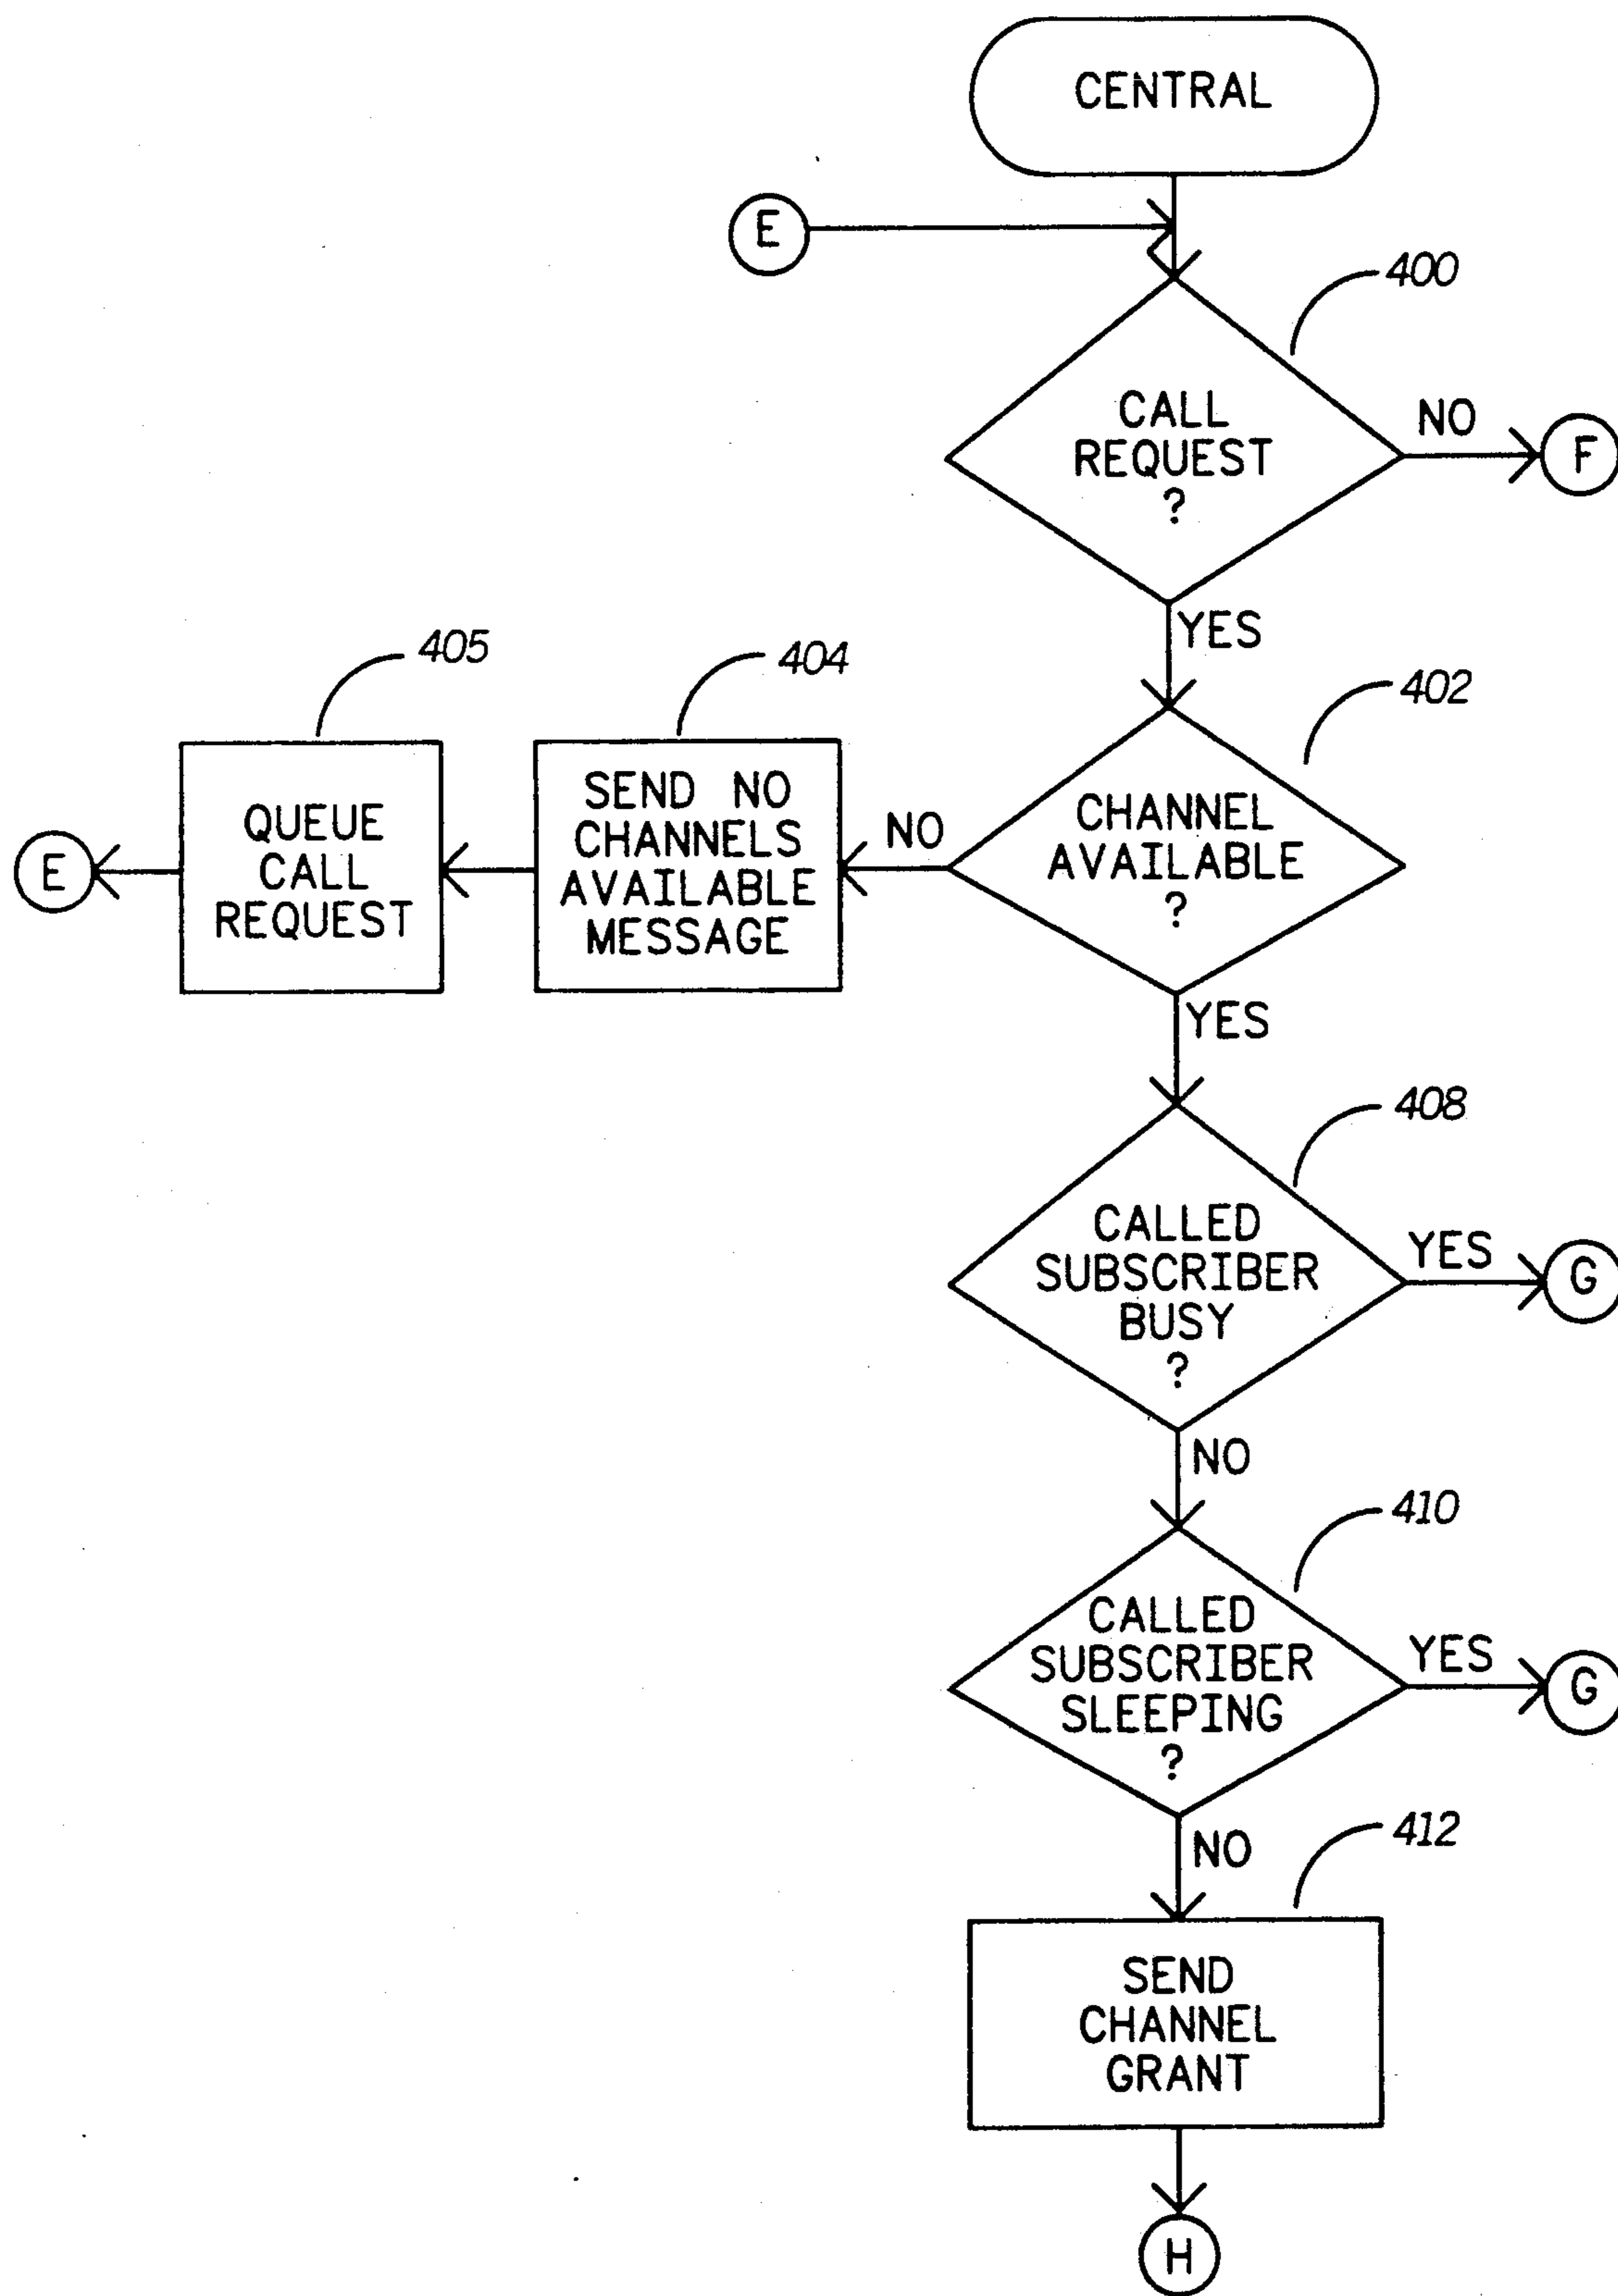 CENTRAL
E
400
CALL
REQUEST
?
NO
F
YES
405
404
402
QUEUE
CALL
REQUEST
SEND NO
CHANNELS
AVAILABLE
MESSAGE
NO
CHANNEL
AVAILABLE
?
E
YES
408
CALLED
SUBSCRIBER
BUSY
?
YES
G
NO
410
CALLED
SUBSCRIBER
SLEEPING
?
YES
G
NO
412
SEND
CHANNEL
GRANT
H